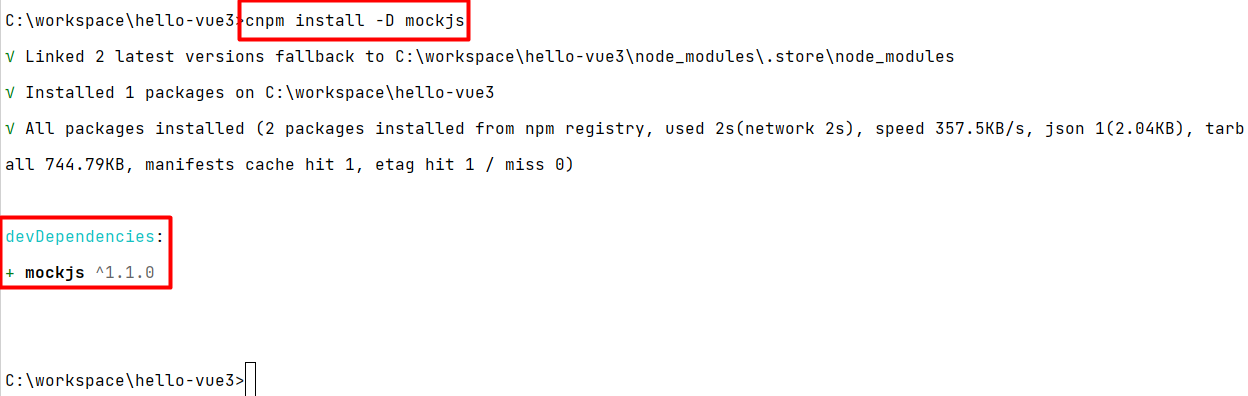 C:\workspace\hello-vue3>cnpm install -D mockjs
√ Linked 2 latest versions fallback to C:\workspace\hello-vue3\node_modules\.store\node_modules
√ Installed 1 packages on C:\workspace\hello-vue3
√ All packages installed (2 packages installed from npm registry, used 2s(network 2s), speed 357.5KB/s, json 1(2.04KB), tarb
all 744.79KB, manifests cache hit 1, etag hit 1 / miss 0)
devDependencies:
+ mockjs ^1.1.0
C:\workspace\hello-vue3>